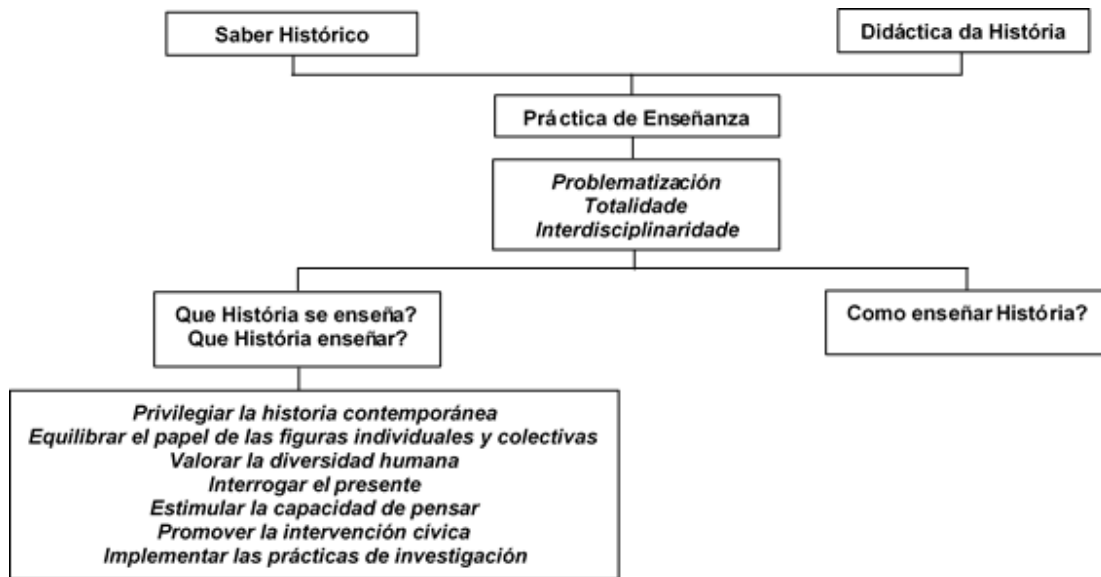 Saber Histórico
Didáctica da História
Práctica de Enseñanza
Problematización
Totalidade
Interdisciplinaridade
Que História se enseña?
Que História enseñar?
Como enseñar História?
Privilegiar la historia contemporánea
Equilibrar el papel de las figuras individuales y colectivas
Valorar la diversidad humana
Interrogar el presente
Estimular la capacidad de pensar
Promover la intervención cívica
Implementar las prácticas de investigación